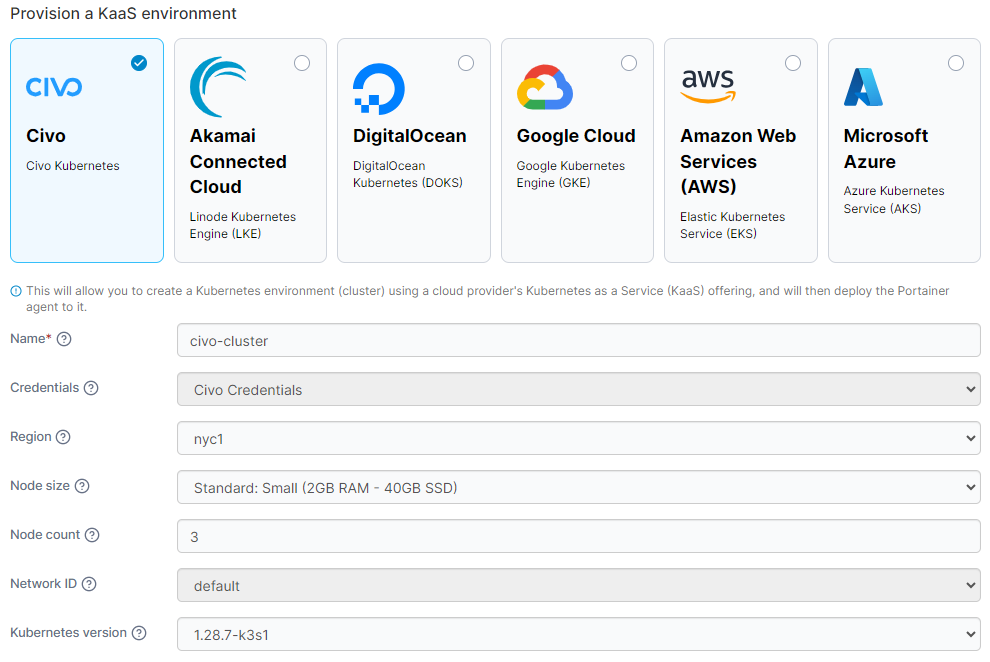 Provision a KaaS environment
CIVO
Civo
Civo Kubernetes
Akamai
Connected
Cloud
Linode Kubernetes
Engine (LKE)
DigitalOcean
DigitalOcean
Kubernetes (DOKS)
Google Cloud
Google Kubernetes
Engine (GKE)
aws
Amazon Web
Services
(AWS)
Elastic Kubernetes
Service (EKS)
Microsoft
Azure
Azure Kubernetes
Service (AKS)
This will allow you to create a Kubernetes environment (cluster) using a cloud provider's Kubernetes as a Service (KaaS) offering, and will then deploy the Portainer
agent to it.
Name*
civo-cluster
Credentials
Civo Credentials
Region
nyc1
Node size
Standard: Small (2GB RAM - 40GB SSD)
Node count
3
Network ID
default
Kubernetes version
1.28.7-k3s1